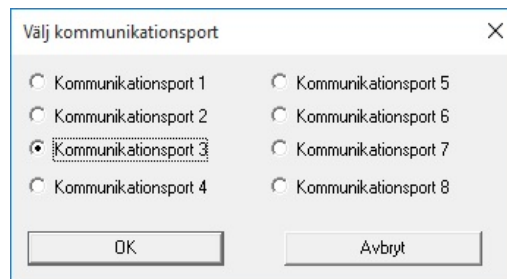 Välj kommunikationsport
Kommunikationsport 1
Kommunikationsport 2
Kommunikationsport 3
Kommunikationsport 4
Kommunikationsport 5
Kommunikationsport 6
Kommunikationsport 7
Kommunikationsport 8
OK
Avbryt